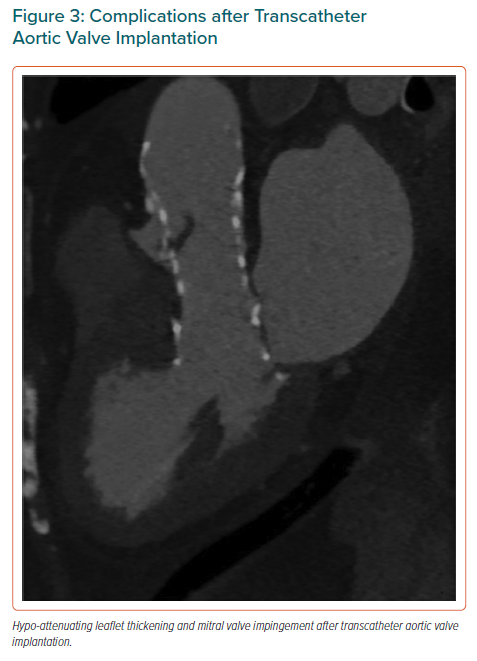 Figure 3: Complications after Transcatheter
Aortic Valve Implantation
Hypo-attenuating leaflet thickening and mitral valve impingement after transcatheter aortic valve
implantation.